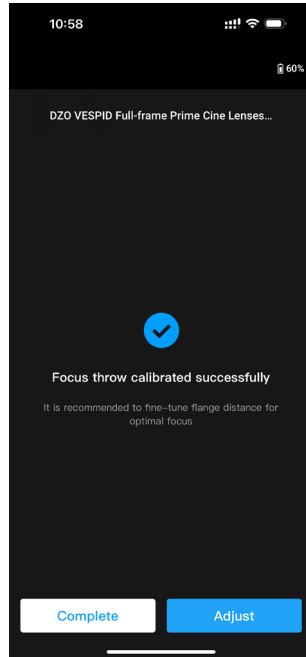 10:58
60%
DZO VESPID Full-frame Prime Cine Lenses...
Focus throw calibrated successfully
It is recommended to fine-tune flange distance for
optimal focus
Complete
Adjust